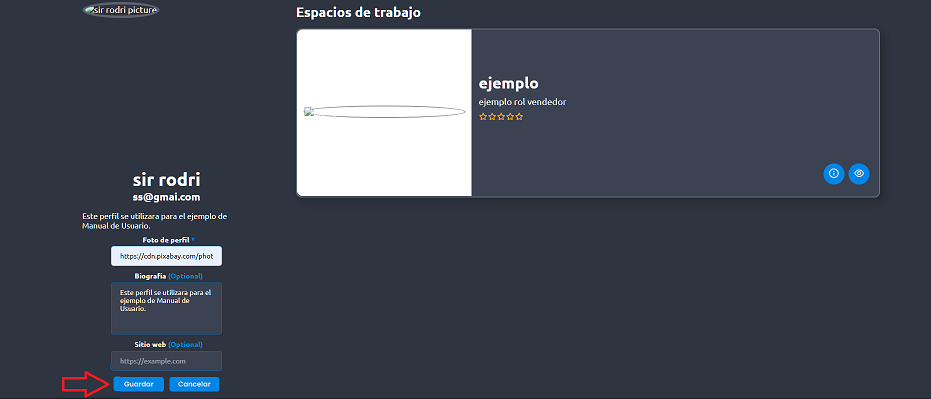 sir rodri picture
sir rodri
ss@gmai.com
Este perfil se utilizara para el ejemplo de
Manual de Usuario.
Foto de perfil *
https://cdn.pixabay.com/phot
Biografía (Optional)
Este perfil se utilizara para el
ejemplo de Manual de
Usuario.
Sitio web (Optional)
https://example.com
Guardar Cancelar
Espacios de trabajo
ejemplo
ejemplo rol vendedor